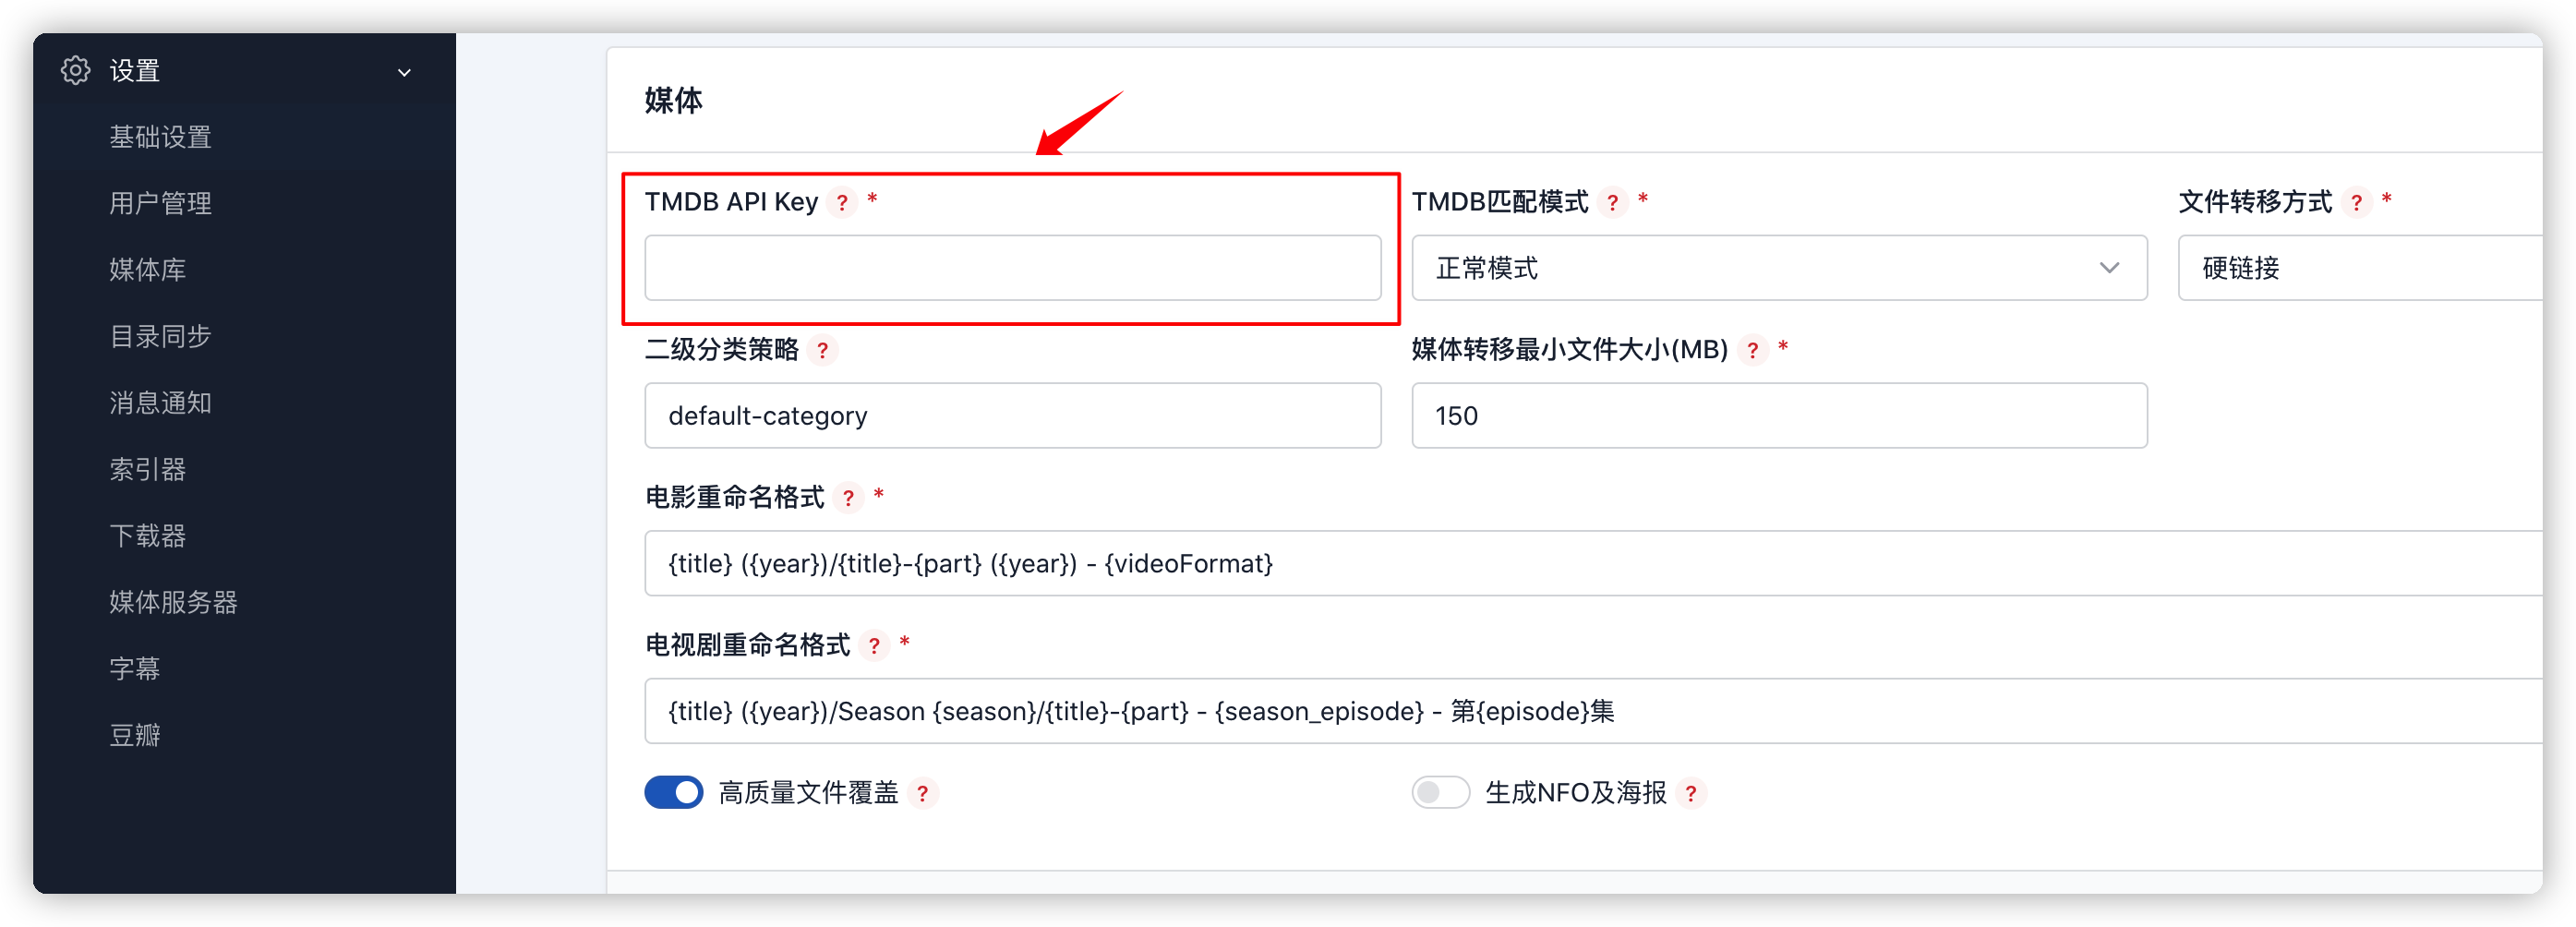 设置
基础设置
用户管理
媒体库
目录同步
消息通知
索引器
下载器
媒体服务器
字幕
豆瓣
媒体
TMDB API Key ? *
TMDB匹配模式 ? *
文件转移方式 ? *
正常模式
硬链接
二级分类策略 ?
媒体转移最小文件大小(MB) ? *
default-category
150
电影重命名格式 ? *
{title} ({year})/{title}-{part} ({year}) - {videoFormat}
电视剧重命名格式 ? *
{title} ({year})/Season {season}/{title}-{part} - {season_episode} - 第{episode}集
高质量文件覆盖 ?
生成NFO及海报 ?